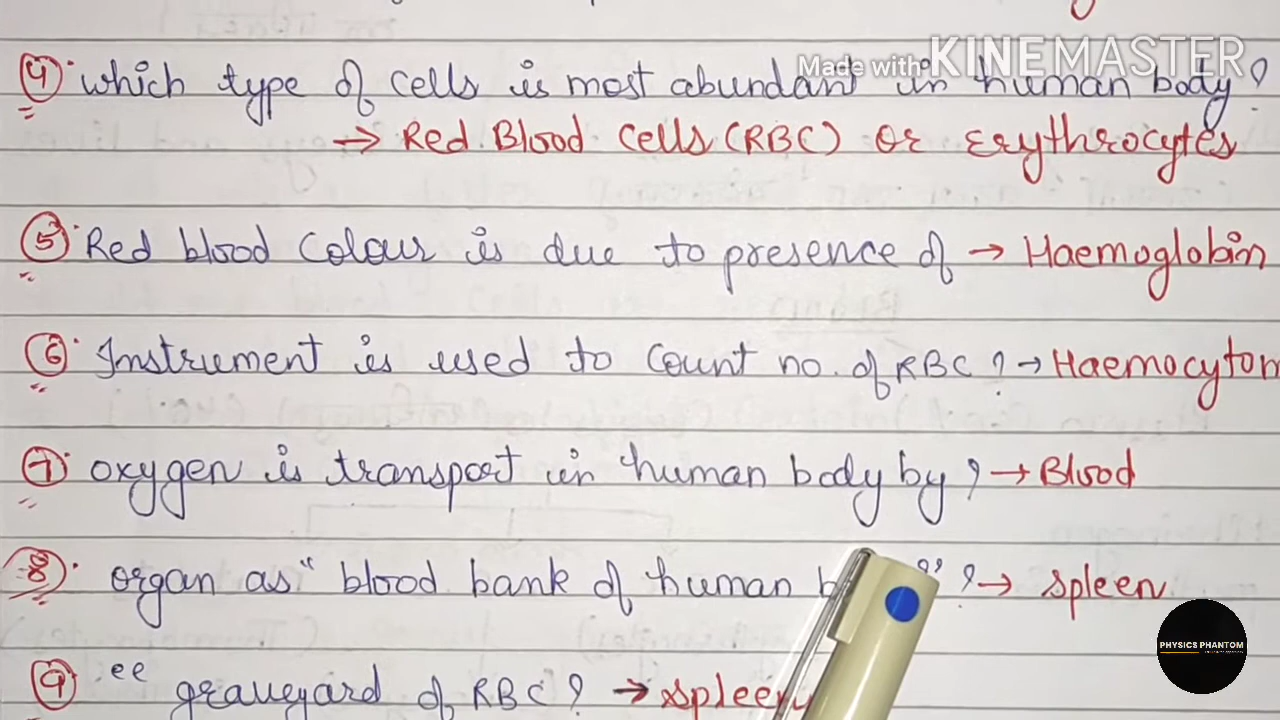 Made with KINEMASTER
④ which type of cells is most abundant in human body?
→ Red Blood cells (RBC) or Erythrocytes
⑤ Red blood colour is due to presence of → Haemoglobin
⑥ Instrument is used to count no. of RBC? → Haemocytom
⑦ oxygen is transport in human body by? → Blood
⑧ organ as "blood bank of human b ”? → spleen
⑨ " graveyard of RBC? → spleen
PHYSICS PHANTOM